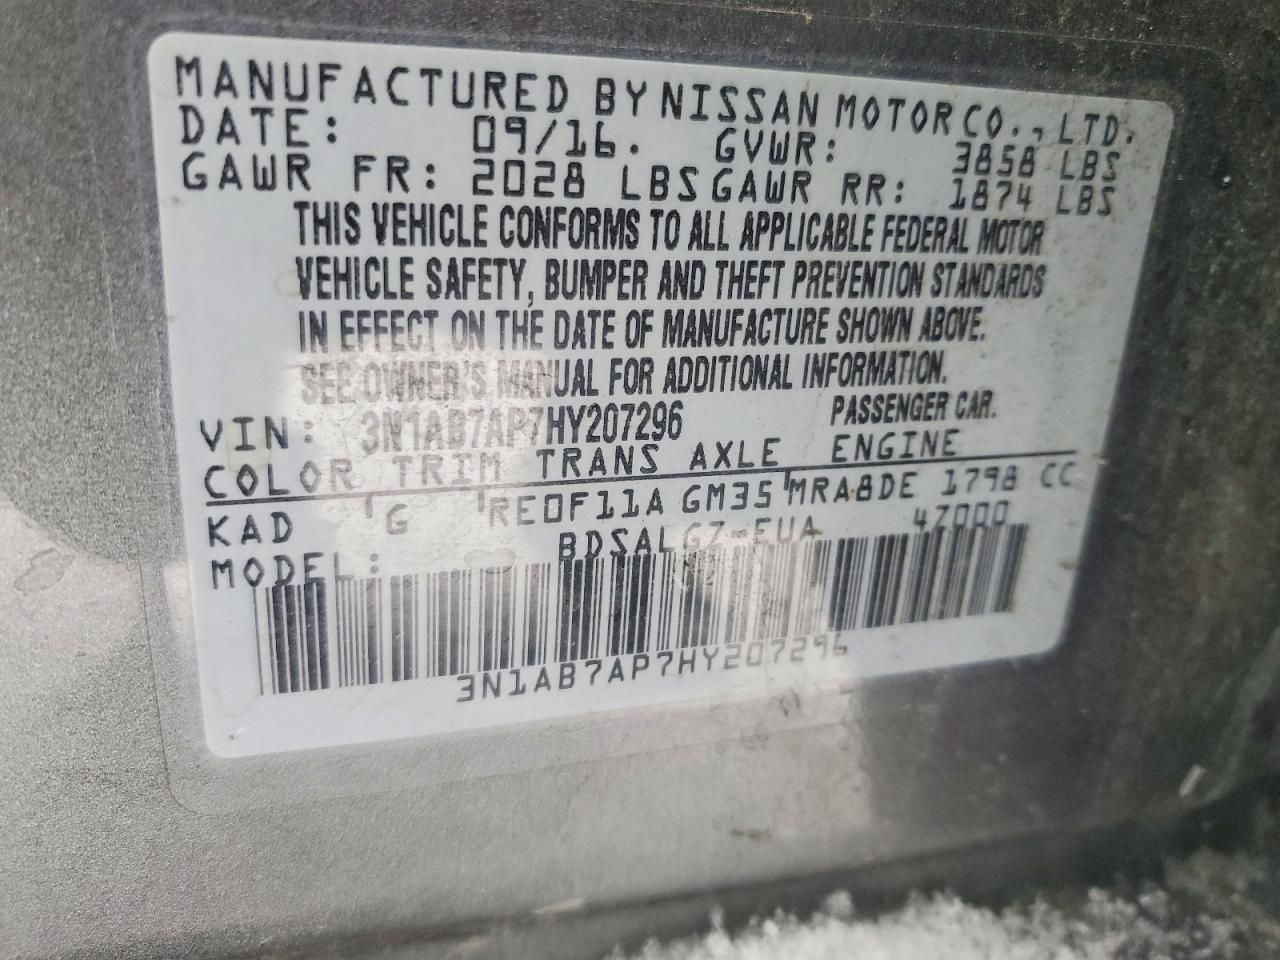 MANUFACTURED BY NISSAN MOTOR CO., LTD.
DATE: 09/16. GVWR: 3858 LBS
GAWR FR: 2028 LBS GAWR RR: 1874 LBS
THIS VEHICLE CONFORMS TO ALL APPLICABLE FEDERAL MOTOR
VEHICLE SAFETY, BUMPER AND THEFT PREVENTION STANDARDS
IN EFFECT ON THE DATE OF MANUFACTURE SHOWN ABOVE.
SEE OWNER'S MANUAL FOR ADDITIONAL INFORMATION.
VIN: 3N1AB7AP7HY207296 PASSENGER CAR.
COLOR TRIM TRANS AXLE ENGINE
KAD G RE0F11A GM35 MRA8DE 1798 CC
MODEL: BDSALGZ-EUA 47000
3N1AB7AP7HY207296